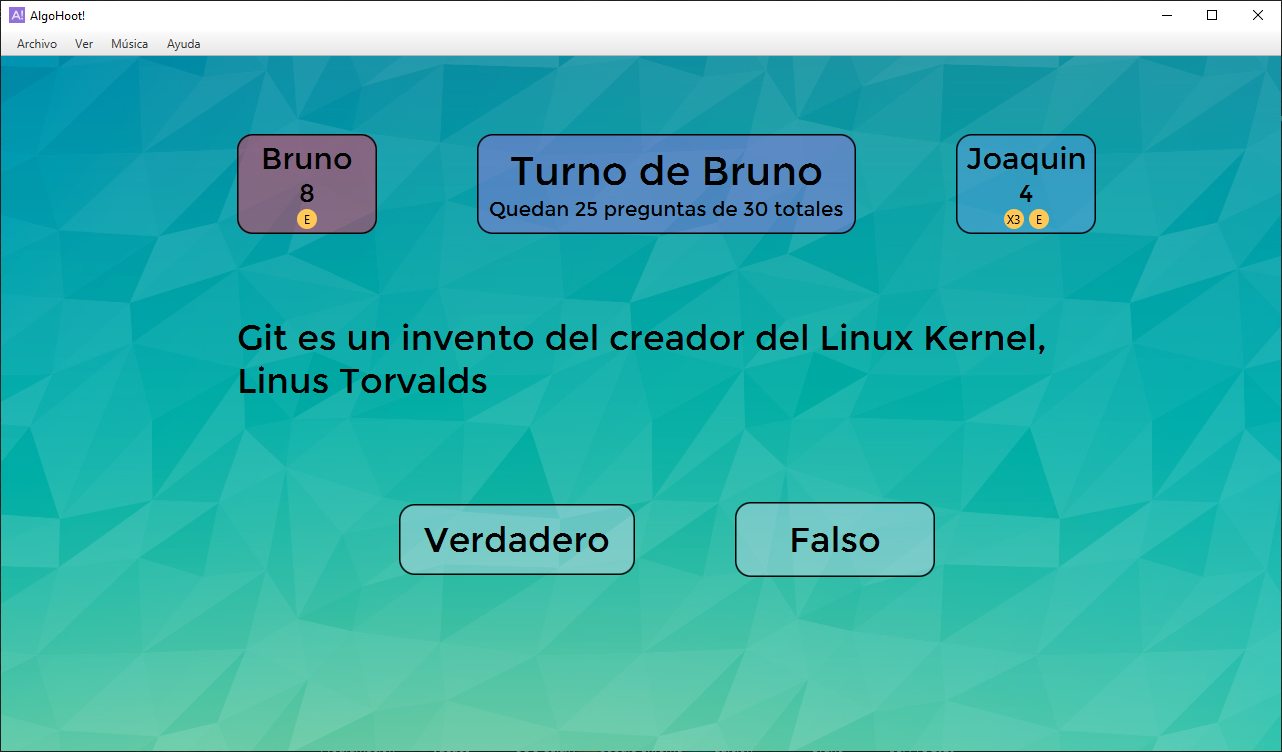 A! AlgoHoot!
Archivo Ver Música Ayuda
Bruno
8
E
Turno de Bruno
Quedan 25 preguntas de 30 totales
Joaquin
4
X3 E
Git es un invento del creador del Linux Kernel,
Linus Torvalds
Verdadero Falso